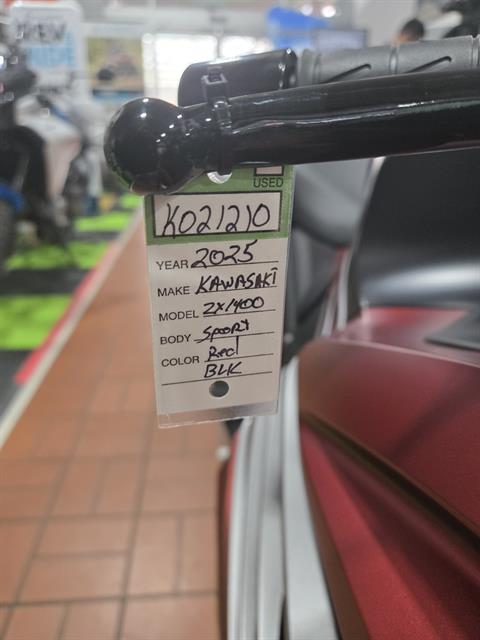 USED
K021210
YEAR 2025
MAKE KAWASAKI
MODEL ZX1400
BODY SPORT
COLOR Red
BLK